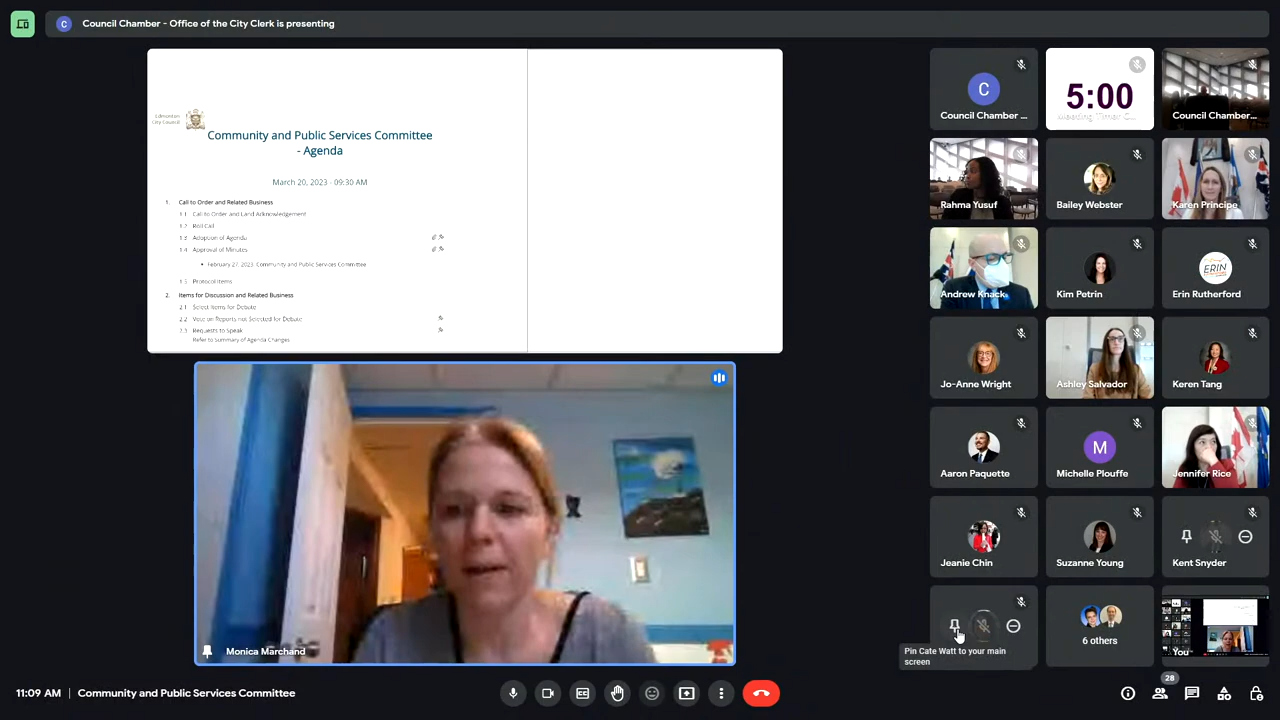 C
Council Chamber - Office of the City Clerk is presenting
Edmonton
City Council
Community and Public Services Committee
- Agenda
March 20, 2023 - 09:30 AM
1. Call to Order and Related Business
1.1 Call to Order and Land Acknowledgement
1.2 Roll Call
1.3 Adoption of Agenda
1.4 Approval of Minutes
• February 27, 2023, Community and Public Services Committee
1.5 Protocol Items
2. Items for Discussion and Related Business
2.1 Select Items for Debate
2.2 Vote on Reports not Selected for Debate
2.3 Requests to Speak
Refer to Summary of Agenda Changes
Monica Marchand
C
Council Chamber ...
5:00
Meeting Timer C...
Council Chamber...
Rahma Yusuf
Bailey Webster
Karen Principe
Andrew Knack
Kim Petrin
ERIN
Erin Rutherford
Jo-Anne Wright
Ashley Salvador
Keren Tang
Aaron Paquette
M
Michelle Plouffe
Jennifer Rice
Jeanie Chin
Suzanne Young
Kent Snyder
Pin Cate Watt to your main
screen
6 others
You
11:09 AM | Community and Public Services Committee
28